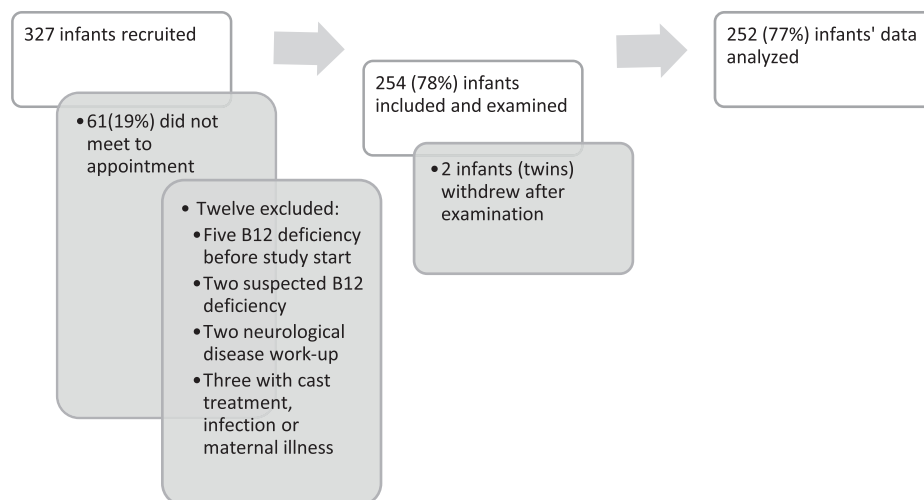 327 infants recruited
•61(19%) did not
meet to
appointment
• Twelve excluded:
•Five B12 deficiency
before study start
•Two suspected B12
deficiency
•Two neurological
disease work-up
•Three with cast
treatment,
infection or
maternal illness
254 (78%) infants
included and examined
•2 infants (twins)
withdrew after
examination
252 (77%) infants' data
analyzed